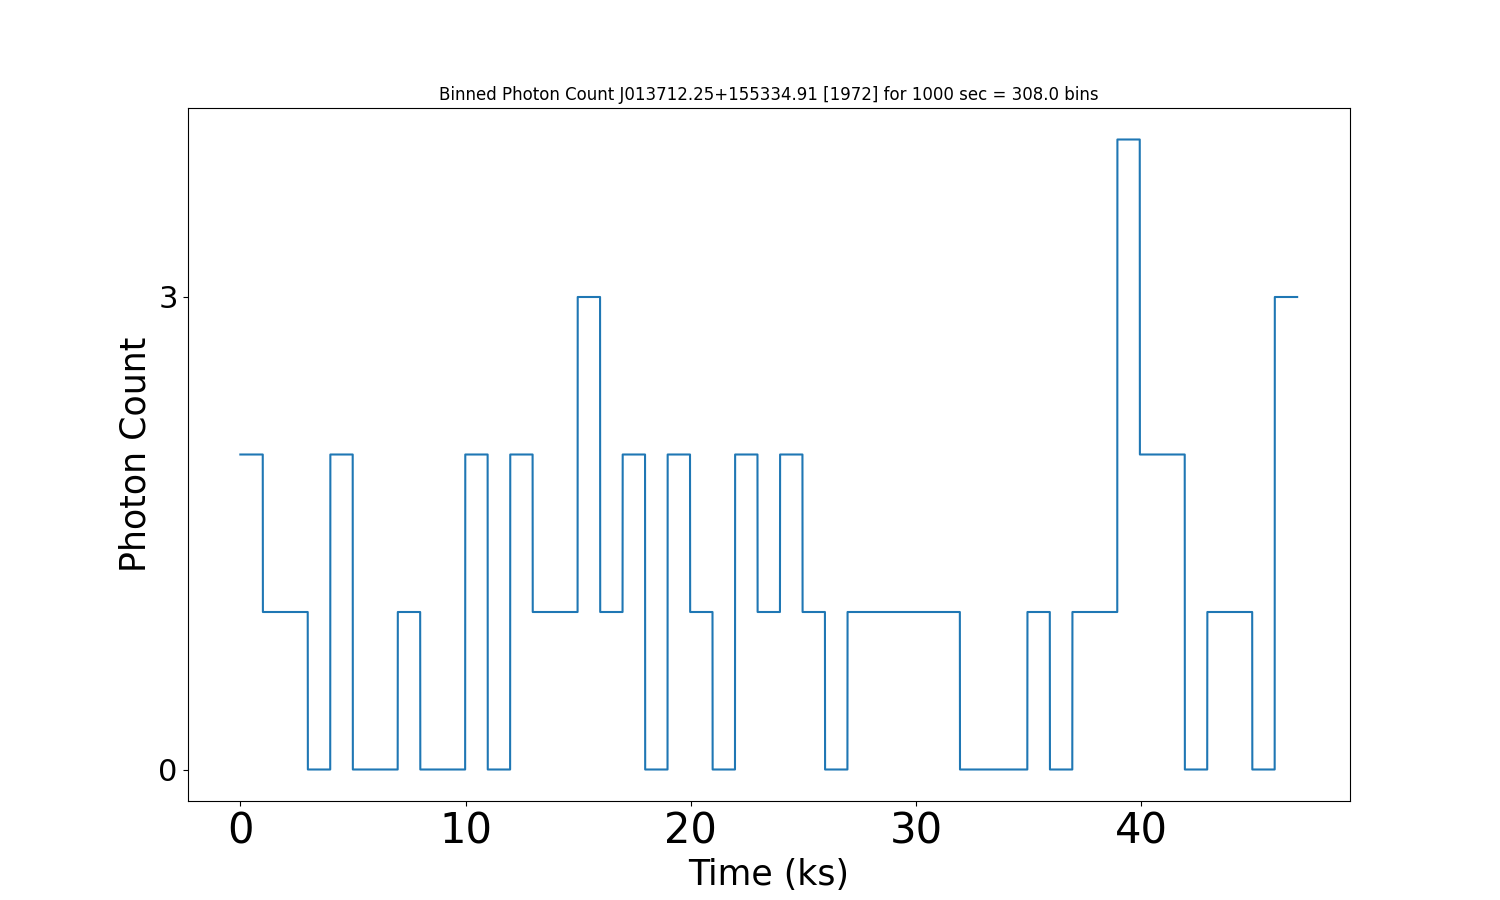 Binned Photon Count J013712.25+155334.91 [1972] for 1000 sec = 308.0 bins
Photon Count
3
0
0 10 20 30 40
Time (ks)